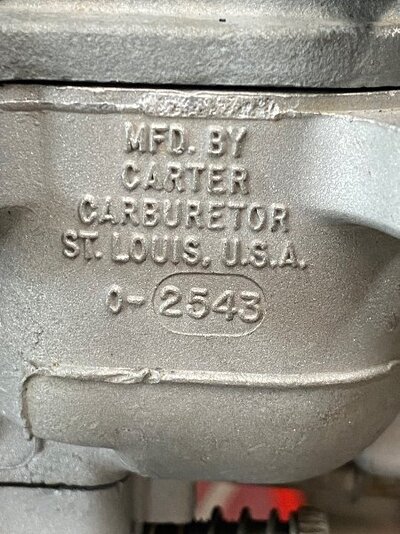 MFD. BY
CARTER
CARBURETOR
ST. LOUIS, U.S.A.
0-2543